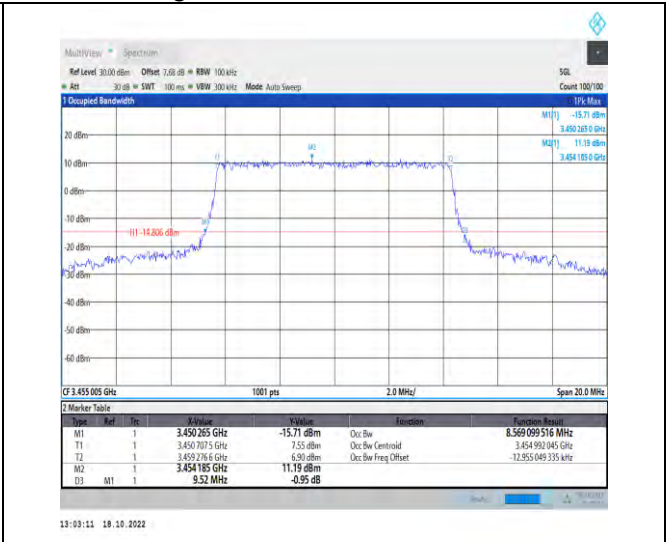 MultiView Spectrum
Ref Level 30.00 dBm Offset 7.68 dB RBW 100 kHz SGL
Att 30 dB SWT 100 ms VBW 300 kHz Mode Auto Sweep Count 100/100
1 Occupied Bandwidth 1Pk Max
M1[1] -15.71 dBm
3.450 265 0 GHz
M2[1] 11.19 dBm
3.454 185 0 GHz
20 dBm
M2
10 dBm
T1
T2
0 dBm
-10 dBm
M1
H1 -14.806 dBm
D3
-20 dBm
-30 dBm
-40 dBm
-50 dBm
-60 dBm
CF 3.455 005 GHz 1001 pts 2.0 MHz/ Span 20.0 MHz
2 Marker Table
Type Ref Trc X-Value Y-Value Function Function Result
M1 1 3.450 265 GHz -15.71 dBm Occ Bw 8.569 099 516 MHz
T1 1 3.450 707 5 GHz 7.55 dBm Occ Bw Centroid 3.454 992 045 GHz
T2 1 3.459 276 6 GHz 6.90 dBm Occ Bw Freq Offset -12.955 049 335 kHz
M2 1 3.454 185 GHz 11.19 dBm
D3 M1 1 9.52 MHz -0.95 dB
13:03:11 18.10.2022